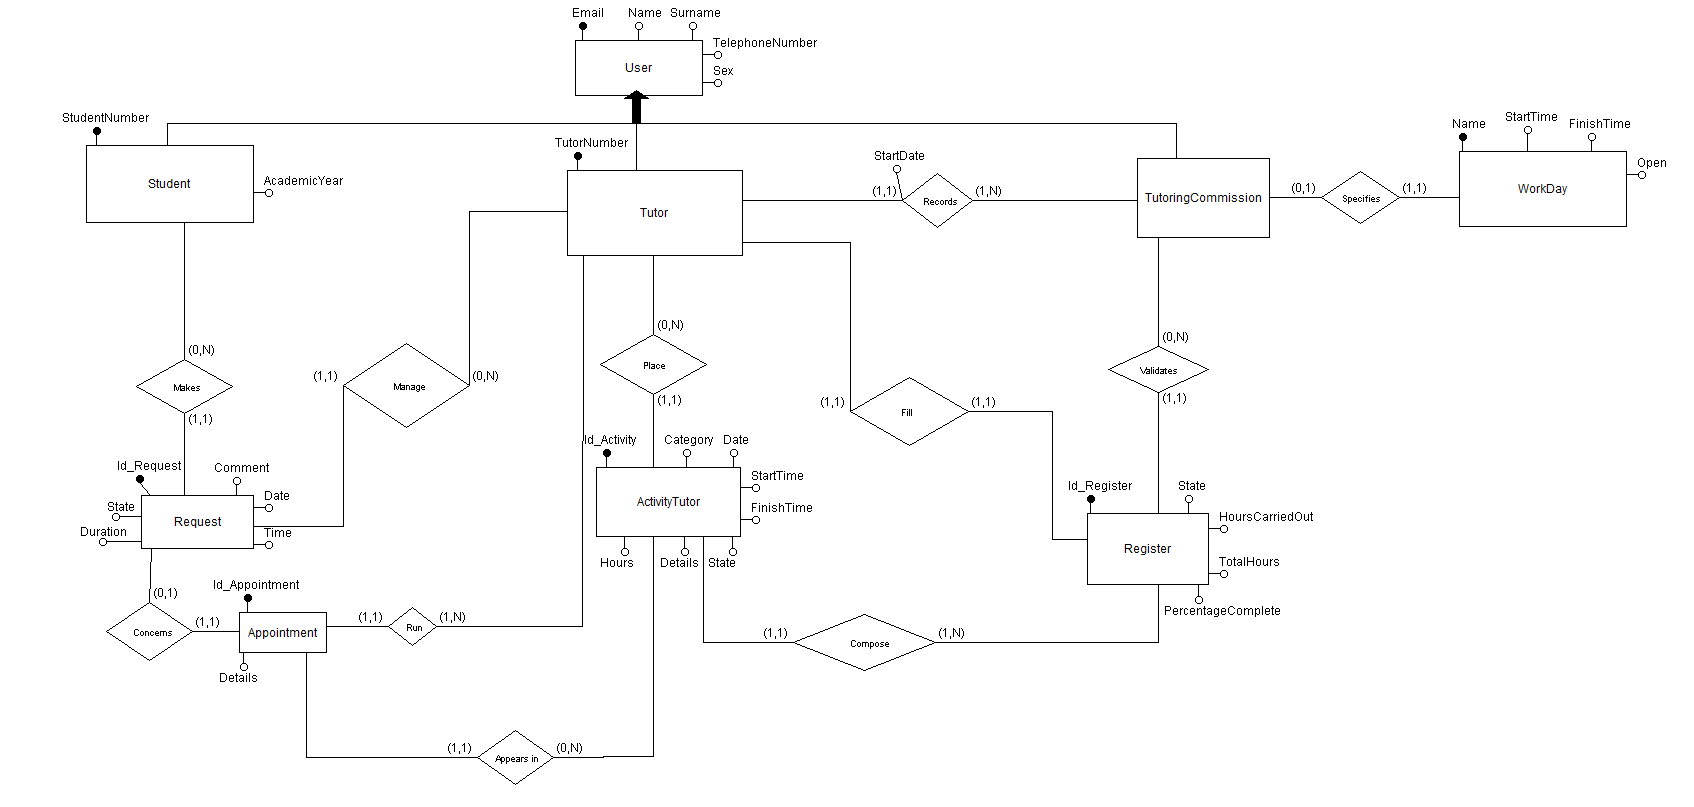 Email Name Surname
TelephoneNumber
User
Sex
StudentNumber
Student
AcademicYear
TutorNumber
Tutor
StartDate
(1,1) Records (1,N)
TutoringCommission
(0,1) Specifies (1,1)
Name StartTime FinishTime
Open
WorkDay
(0,N)
Makes
(1,1)
(1,1) Manage (0,N)
(0,N)
Place
(1,1)
(1,1) Fill (1,1)
(0,N)
Validates
(1,1)
Id_Request Comment
State Date
Request
Duration Time
Id_Activity Category Date
StartTime
ActivityTutor
FinishTime
Hours Details State
Id_Register State
HoursCarriedOut
Register
TotalHours
PercentageComplete
(0,1)
Concerns (1,1)
Id_Appointment
Appointment
Details
(1,1) Run (1,N)
(1,1) Compose (1,N)
(1,1) Appears in (0,N)